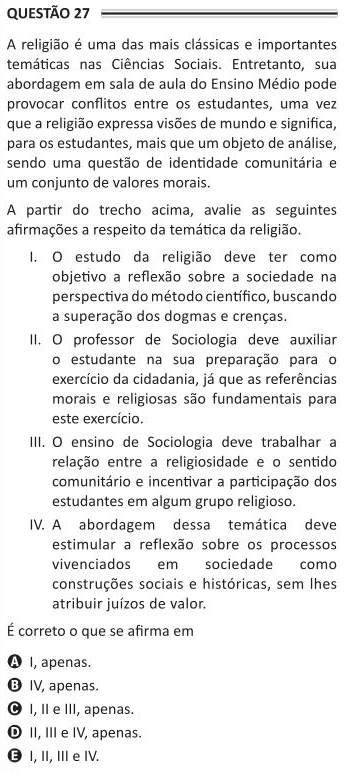 QUESTÃO 27
A religião é uma das mais clássicas e importantes
temáticas nas Ciências Sociais. Entretanto, sua
abordagem em sala de aula do Ensino Médio pode
provocar conflitos entre os estudantes, uma vez
que a religião expressa visões de mundo e significa,
para os estudantes, mais que um objeto de análise,
sendo uma questão de identidade comunitária e
um conjunto de valores morais.
A partir do trecho acima, avalie as seguintes
afirmações a respeito da temática da religião.
I. O estudo da religião deve ter como
objetivo a reflexão sobre a sociedade na
perspectiva do método científico, buscando
a superação dos dogmas e crenças.
II. O professor de Sociologia deve auxiliar
o estudante na sua preparação para o
exercício da cidadania, já que as referências
morais e religiosas são fundamentais para
este exercício.
III. O ensino de Sociologia deve trabalhar a
relação entre a religiosidade e o sentido
comunitário e incentivar a participação dos
estudantes em algum grupo religioso.
IV. A abordagem dessa temática deve
estimular a reflexão sobre os processos
vivenciados em sociedade como
construções sociais e históricas, sem lhes
atribuir juízos de valor.
É correto o que se afirma em
A I, apenas.
B IV, apenas.
C I, II e III, apenas.
D II, III e IV, apenas.
E I, II, III e IV.